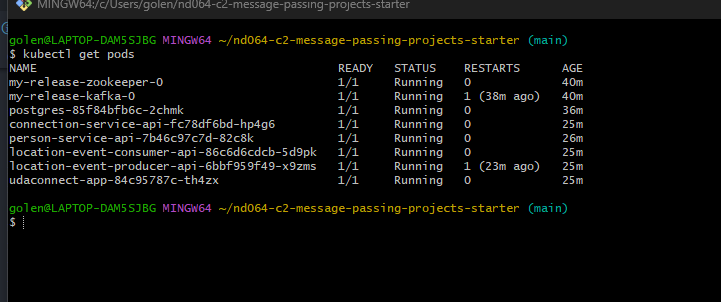 MINGW64:/c/Users/golen/nd064-c2-message-passing-projects-starter
golen@LAPTOP-DAM5SJBG MINGW64 ~/nd064-c2-message-passing-projects-starter (main)
$ kubectl get pods
NAME READY STATUS RESTARTS AGE
my-release-zookeeper-0 1/1 Running 0 40m
my-release-kafka-0 1/1 Running 1 (38m ago) 40m
postgres-85f84bfb6c-2chmk 1/1 Running 0 36m
connection-service-api-fc78df6bd-hp4g6 1/1 Running 0 25m
person-service-api-7b46c97c7d-82c8k 1/1 Running 0 26m
location-event-consumer-api-86c6d6cdcb-5d9pk 1/1 Running 0 25m
location-event-producer-api-6bbf959f49-x9zms 1/1 Running 1 (23m ago) 25m
udaconnect-app-84c95787c-th4zx 1/1 Running 0 25m
golen@LAPTOP-DAM5SJBG MINGW64 ~/nd064-c2-message-passing-projects-starter (main)
$